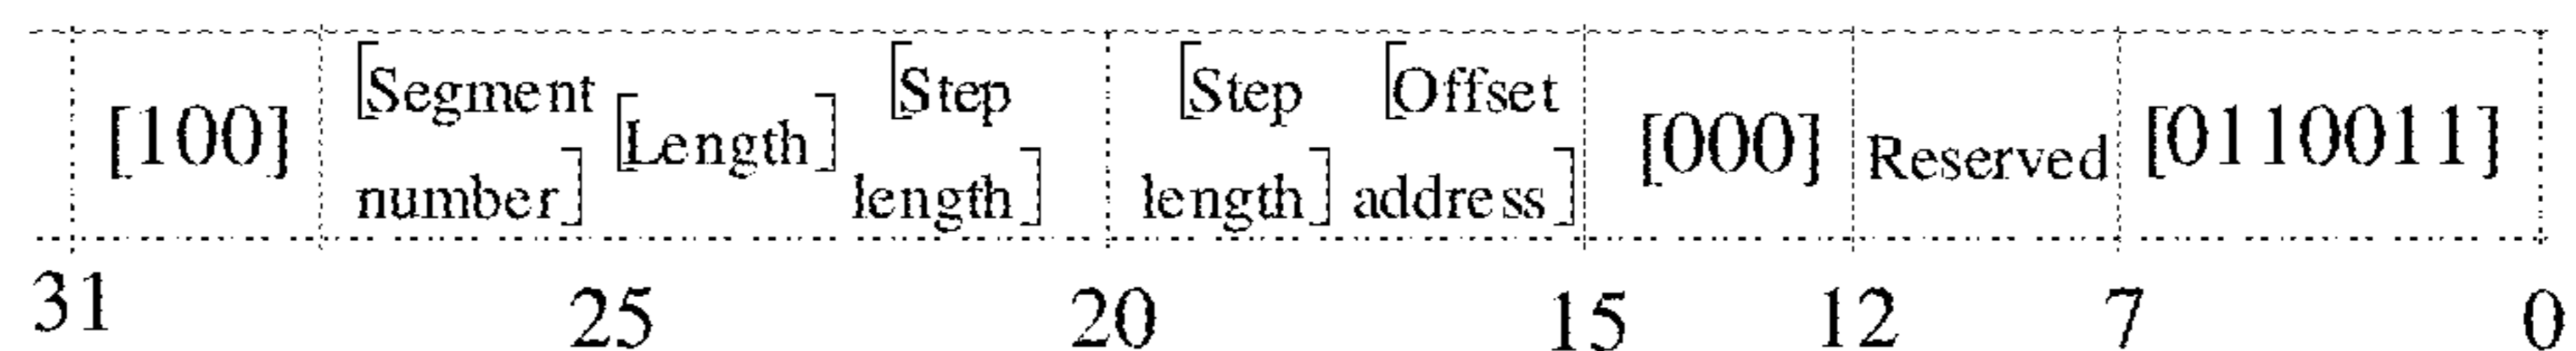 [100] [Segment number] [Length] [Step length] [Step length] [Offset address] [000] Reserved [0110011]
31 25 20 15 12 7 0